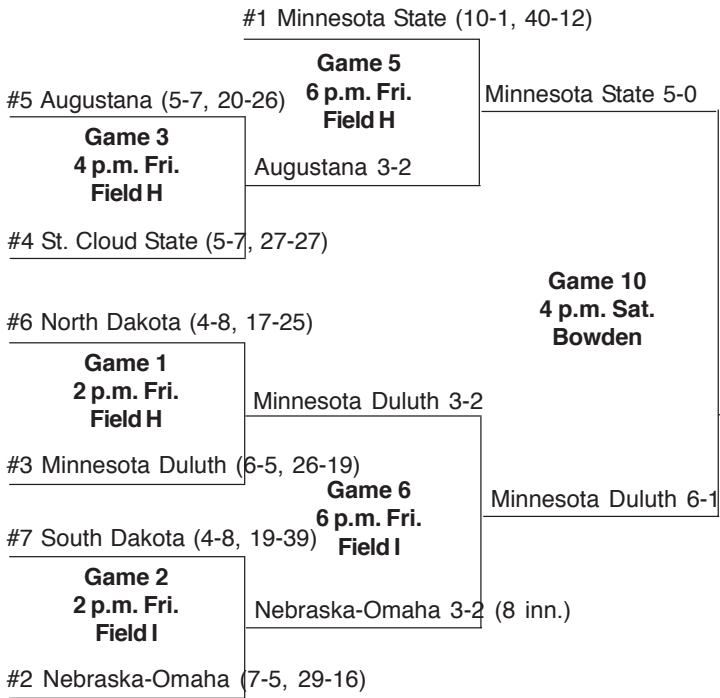 #1 Minnesota State (10-1, 40-12)
Game 5
6 p.m. Fri.
Field H
Minnesota State 5-0
#5 Augustana (5-7, 20-26)
Game 3
4 p.m. Fri.
Field H
Augustana 3-2
#4 St. Cloud State (5-7, 27-27)
Game 10
4 p.m. Sat.
Bowden
#6 North Dakota (4-8, 17-25)
Game 1
2 p.m. Fri.
Field H
Minnesota Duluth 3-2
#3 Minnesota Duluth (6-5, 26-19)
Game 6
6 p.m. Fri.
Field I
Minnesota Duluth 6-1
#7 South Dakota (4-8, 19-39)
Game 2
2 p.m. Fri.
Field I
Nebraska-Omaha 3-2 (8 inn.)
#2 Nebraska-Omaha (7-5, 29-16)